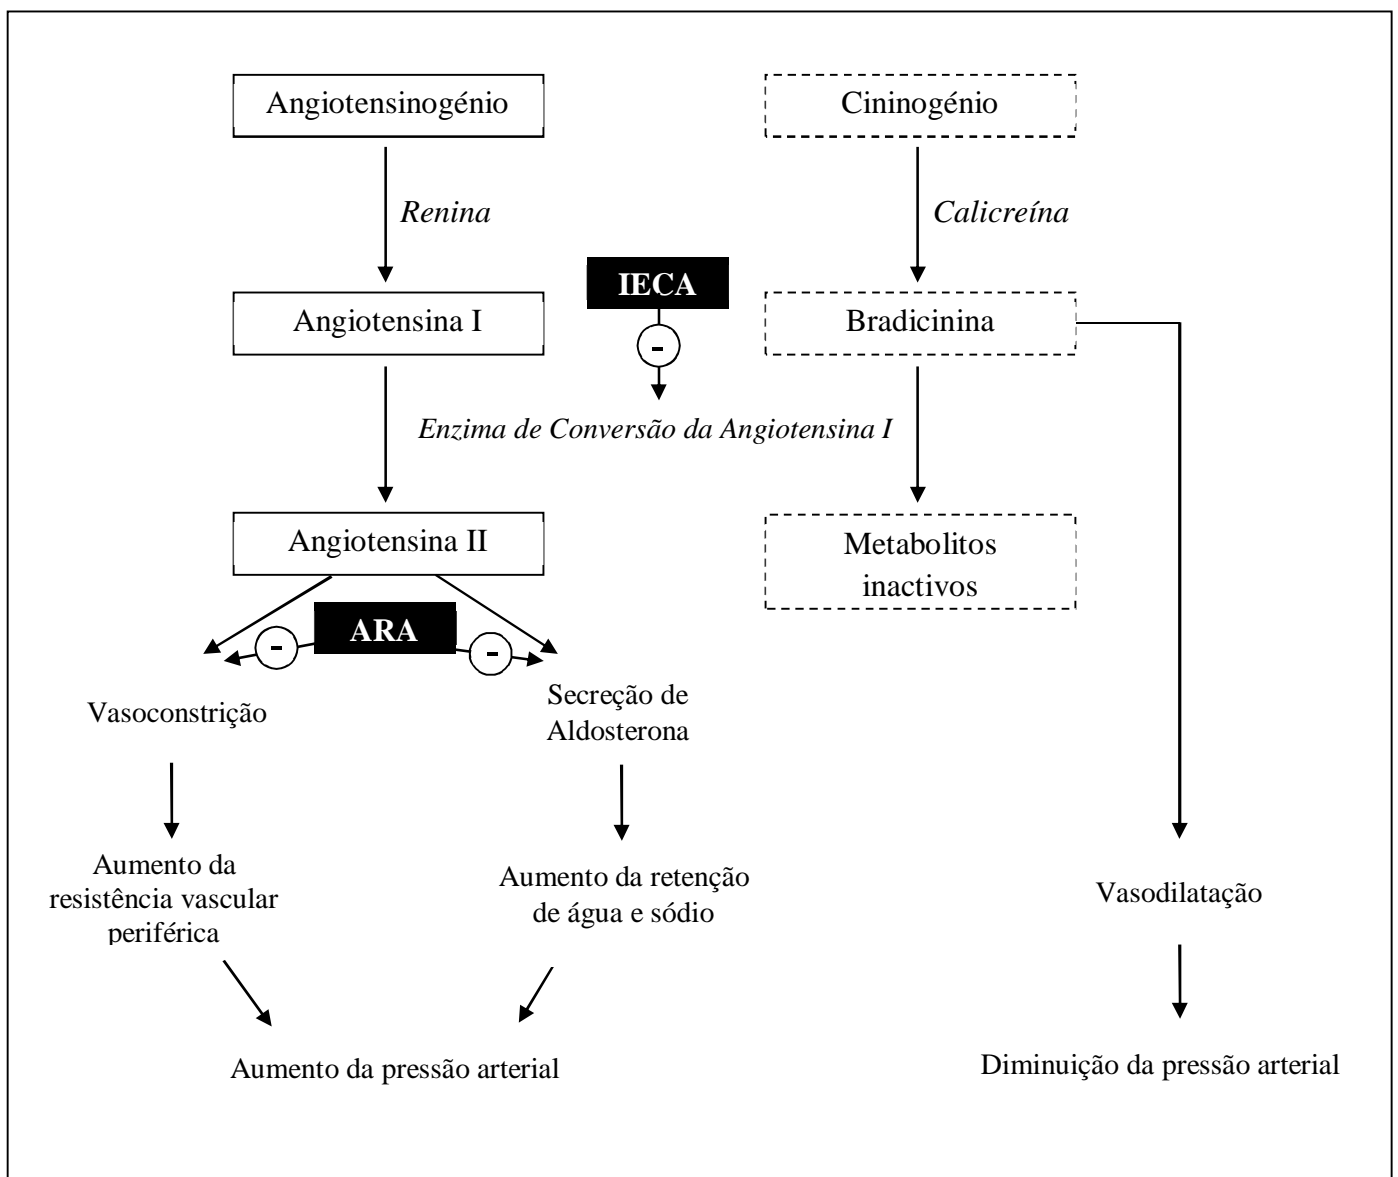 Angiotensinogénio
Cininogénio
Renina
Calicreína
IECA
Angiotensina I
Bradicinina
-
Enzima de Conversão da Angiotensina I
Angiotensina II
Metabolitos
inactivos
ARA
-
-
Vasoconstrição
Secreção de
Aldosterona
Aumento da
resistência vascular
periférica
Aumento da retenção
de água e sódio
Vasodilatação
Aumento da pressão arterial
Diminuição da pressão arterial